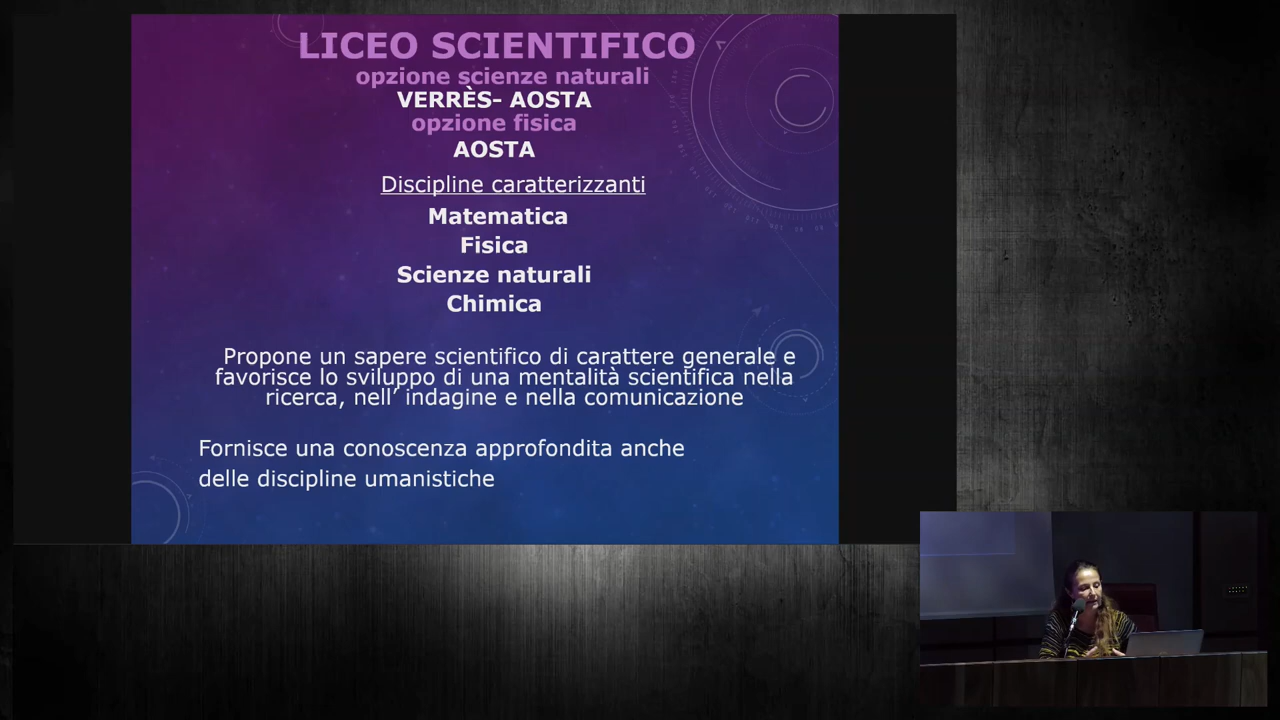 LICEO SCIENTIFICO
opzione scienze naturali
VERRÈS- AOSTA
opzione fisica
AOSTA
Discipline caratterizzanti
Matematica
Fisica
Scienze naturali
Chimica
Propone un sapere scientifico di carattere generale e
favorisce lo sviluppo di una mentalità scientifica nella
ricerca, nell’ indagine e nella comunicazione
Fornisce una conoscenza approfondita anche
delle discipline umanistiche